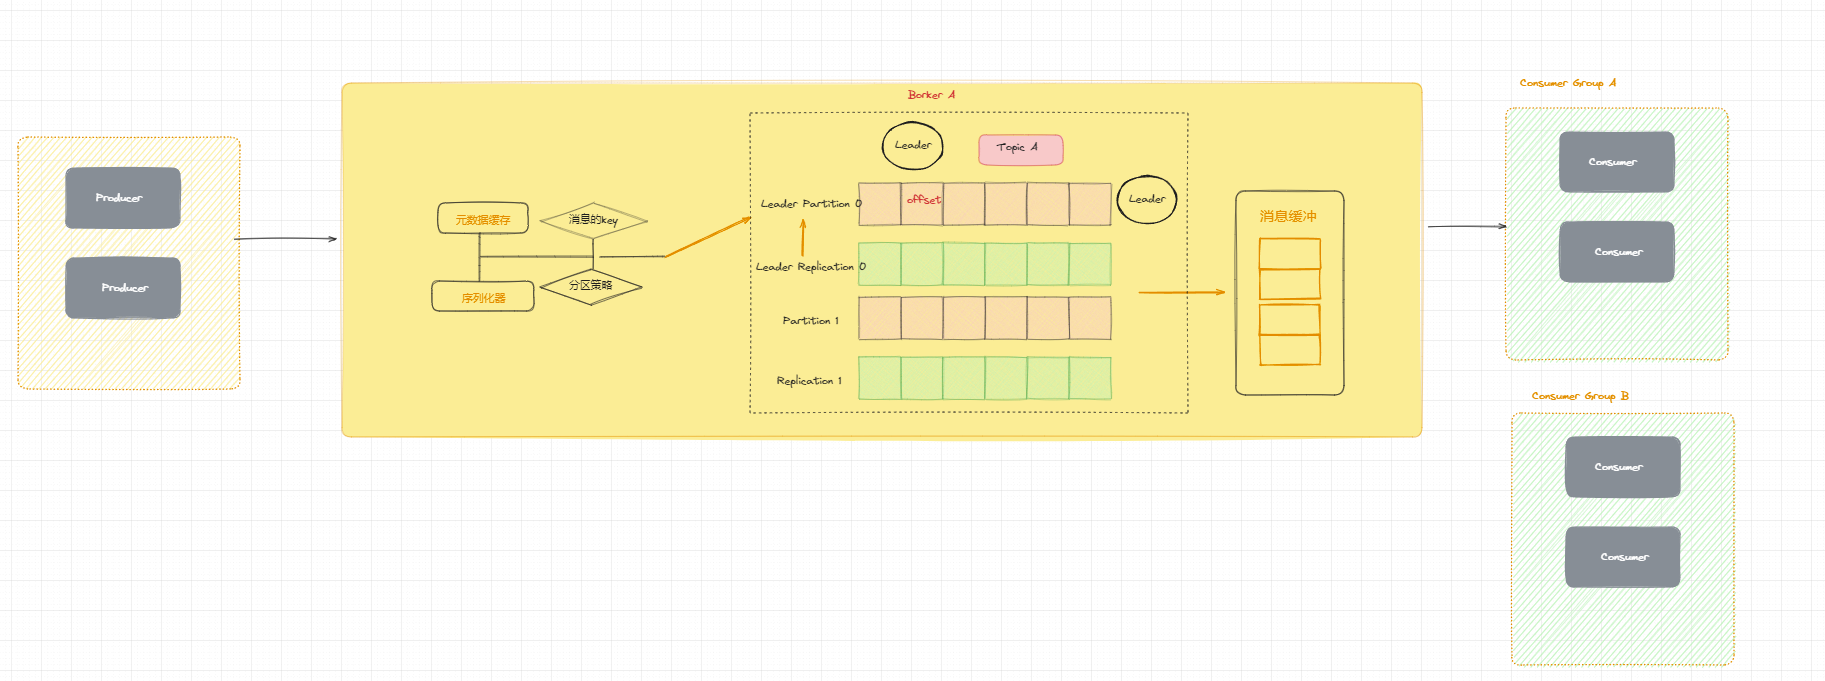 Producer
Producer
Borker A
元数据缓存
消息的key
序列化器
分区策略
Leader
Topic A
Leader Partition 0
offset
Leader
Leader Replication 0
Partition 1
Replication 1
消息缓冲
Consumer Group A
Consumer
Consumer
Consumer Group B
Consumer
Consumer